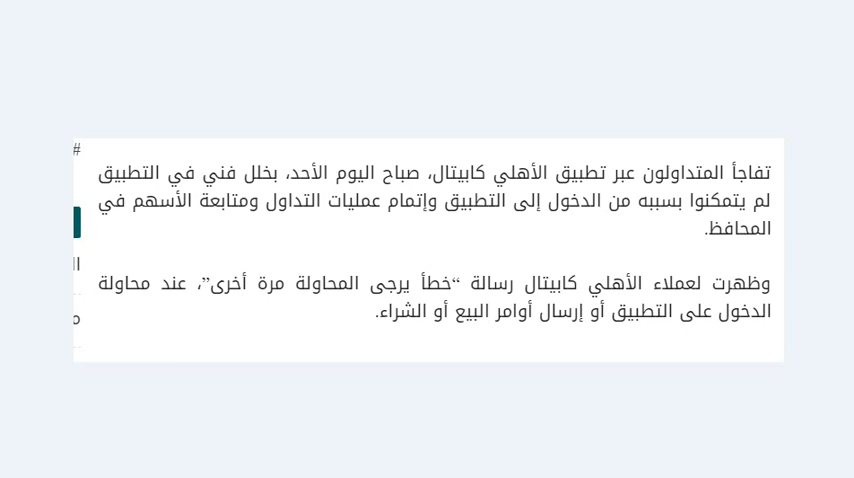 تفاجأ المتداولون عبر تطبيق الأهلي كابيتال، صباح اليوم الأحد، بخلل فني في التطبيق
لم يتمكنوا بسببه من الدخول إلى التطبيق وإتمام عمليات التداول ومتابعة الأسهم في
المحافظ.
وظهرت لعملاء الأهلي كابيتال رسالة “خطأ يرجى المحاولة مرة أخرى”، عند محاولة
الدخول على التطبيق أو إرسال أوامر البيع أو الشراء.
#